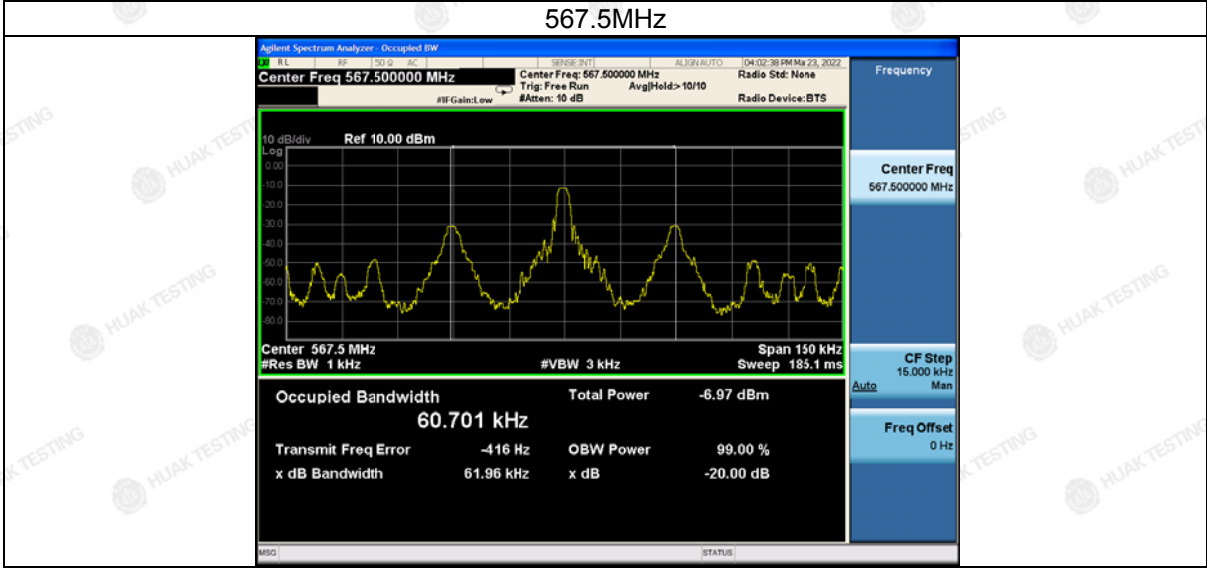 567.5MHz
Agilent Spectrum Analyzer - Occupied BW
RL RF 50 Ω AC SENSE:INT ALIGN AUTO 04:02:38 PM Ma 23, 2022
Center Freq 567.500000 MHz
Center Freq: 567.500000 MHz
Radio Std: None
Trig: Free Run Avg|Hold:> 10/10
#IFGain:Low #Atten: 10 dB Radio Device:BTS
Frequency
10 dB/div Ref 10.00 dBm
Log
0.00
-10.0
-20.0
-30.0
-40.0
-50.0
-60.0
-70.0
-80.0
Center 567.5 MHz Span 150 kHz
#Res BW 1 kHz #VBW 3 kHz Sweep 185.1 ms
Center Freq
567.500000 MHz
CF Step
15.000 kHz
Auto Man
Freq Offset
0 Hz
Occupied Bandwidth Total Power -6.97 dBm
60.701 kHz
Transmit Freq Error -416 Hz OBW Power 99.00 %
x dB Bandwidth 61.96 kHz x dB -20.00 dB
MSG STATUS
HUAK TESTING
HUAK TESTING
HUAK TESTING
HUAK TESTING